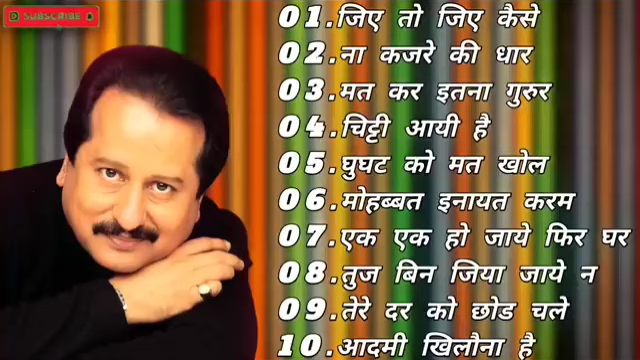 SUBSCRIBE
01.जिए तो जिए कैसे
02.ना कजरे की धार
03.मत कर इतना गुरुर
04.चिट्टी आयी है
05.घुघट को मत खोल
06.मोहब्बत इनायत करम
07.एक एक हो जाये फिर घर
08.तुज बिन जिया जाये न
09.तेरे दर को छोड चले
10.आदमी खिलौना है